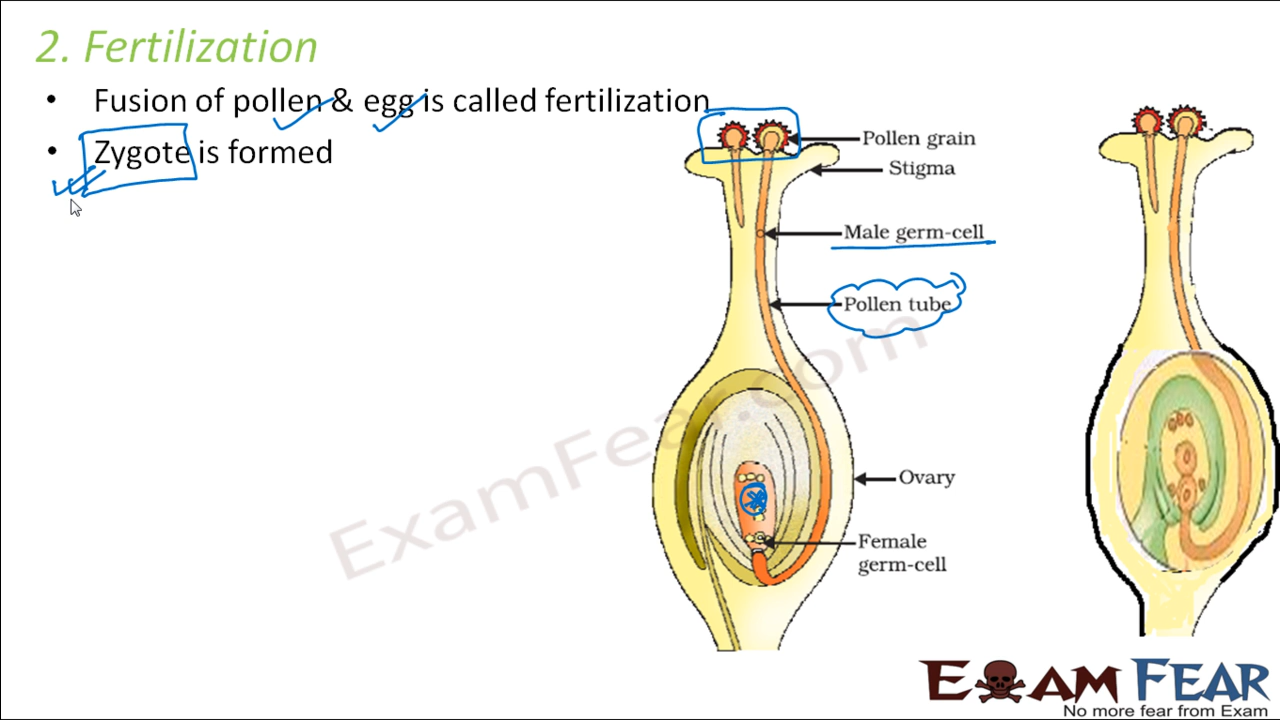 2. Fertilization
• Fusion of pollen & egg is called fertilization
• Zygote is formed
Pollen grain
Stigma
Male germ-cell
Pollen tube
Ovary
Female
germ-cell
ExamFear.com
EXAM FEAR
No more fear from Exam